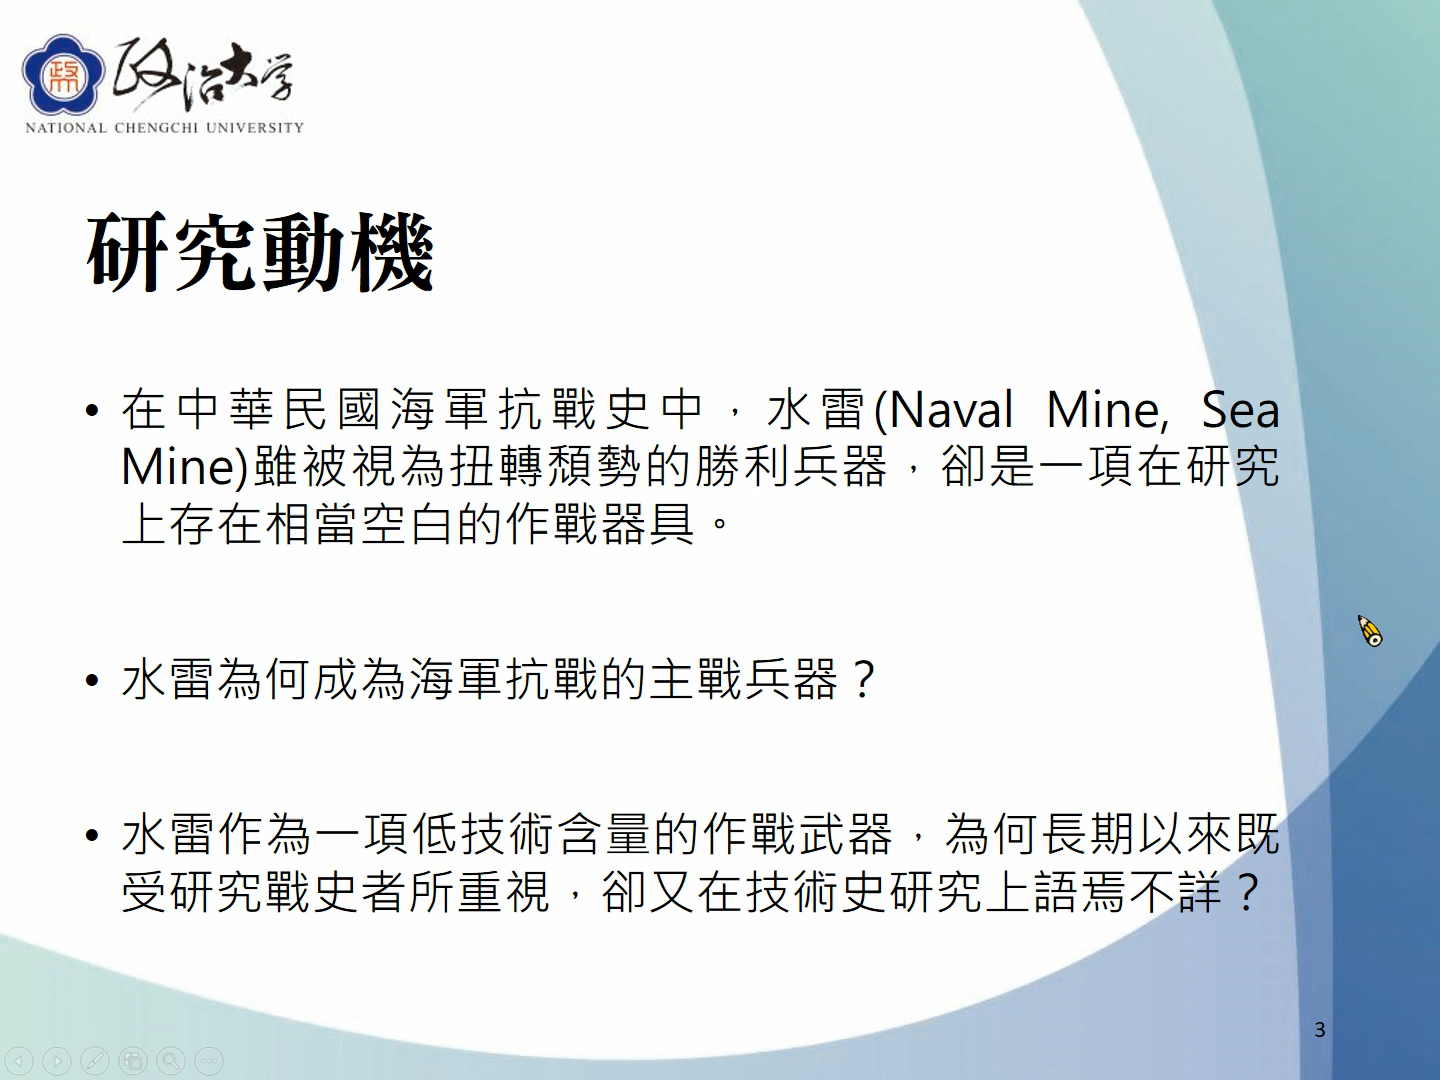 政
政治大学
NATIONAL CHENGCHI UNIVERSITY
研究動機
• 在中華民國海軍抗戰史中，水雷(Naval Mine, Sea
Mine)雖被視為扭轉頹勢的勝利兵器，卻是一項在研究
上存在相當空白的作戰器具。
• 水雷為何成為海軍抗戰的主戰兵器？
• 水雷作為一項低技術含量的作戰武器，為何長期以來既
受研究戰史者所重視，卻又在技術史研究上語焉不詳？
3